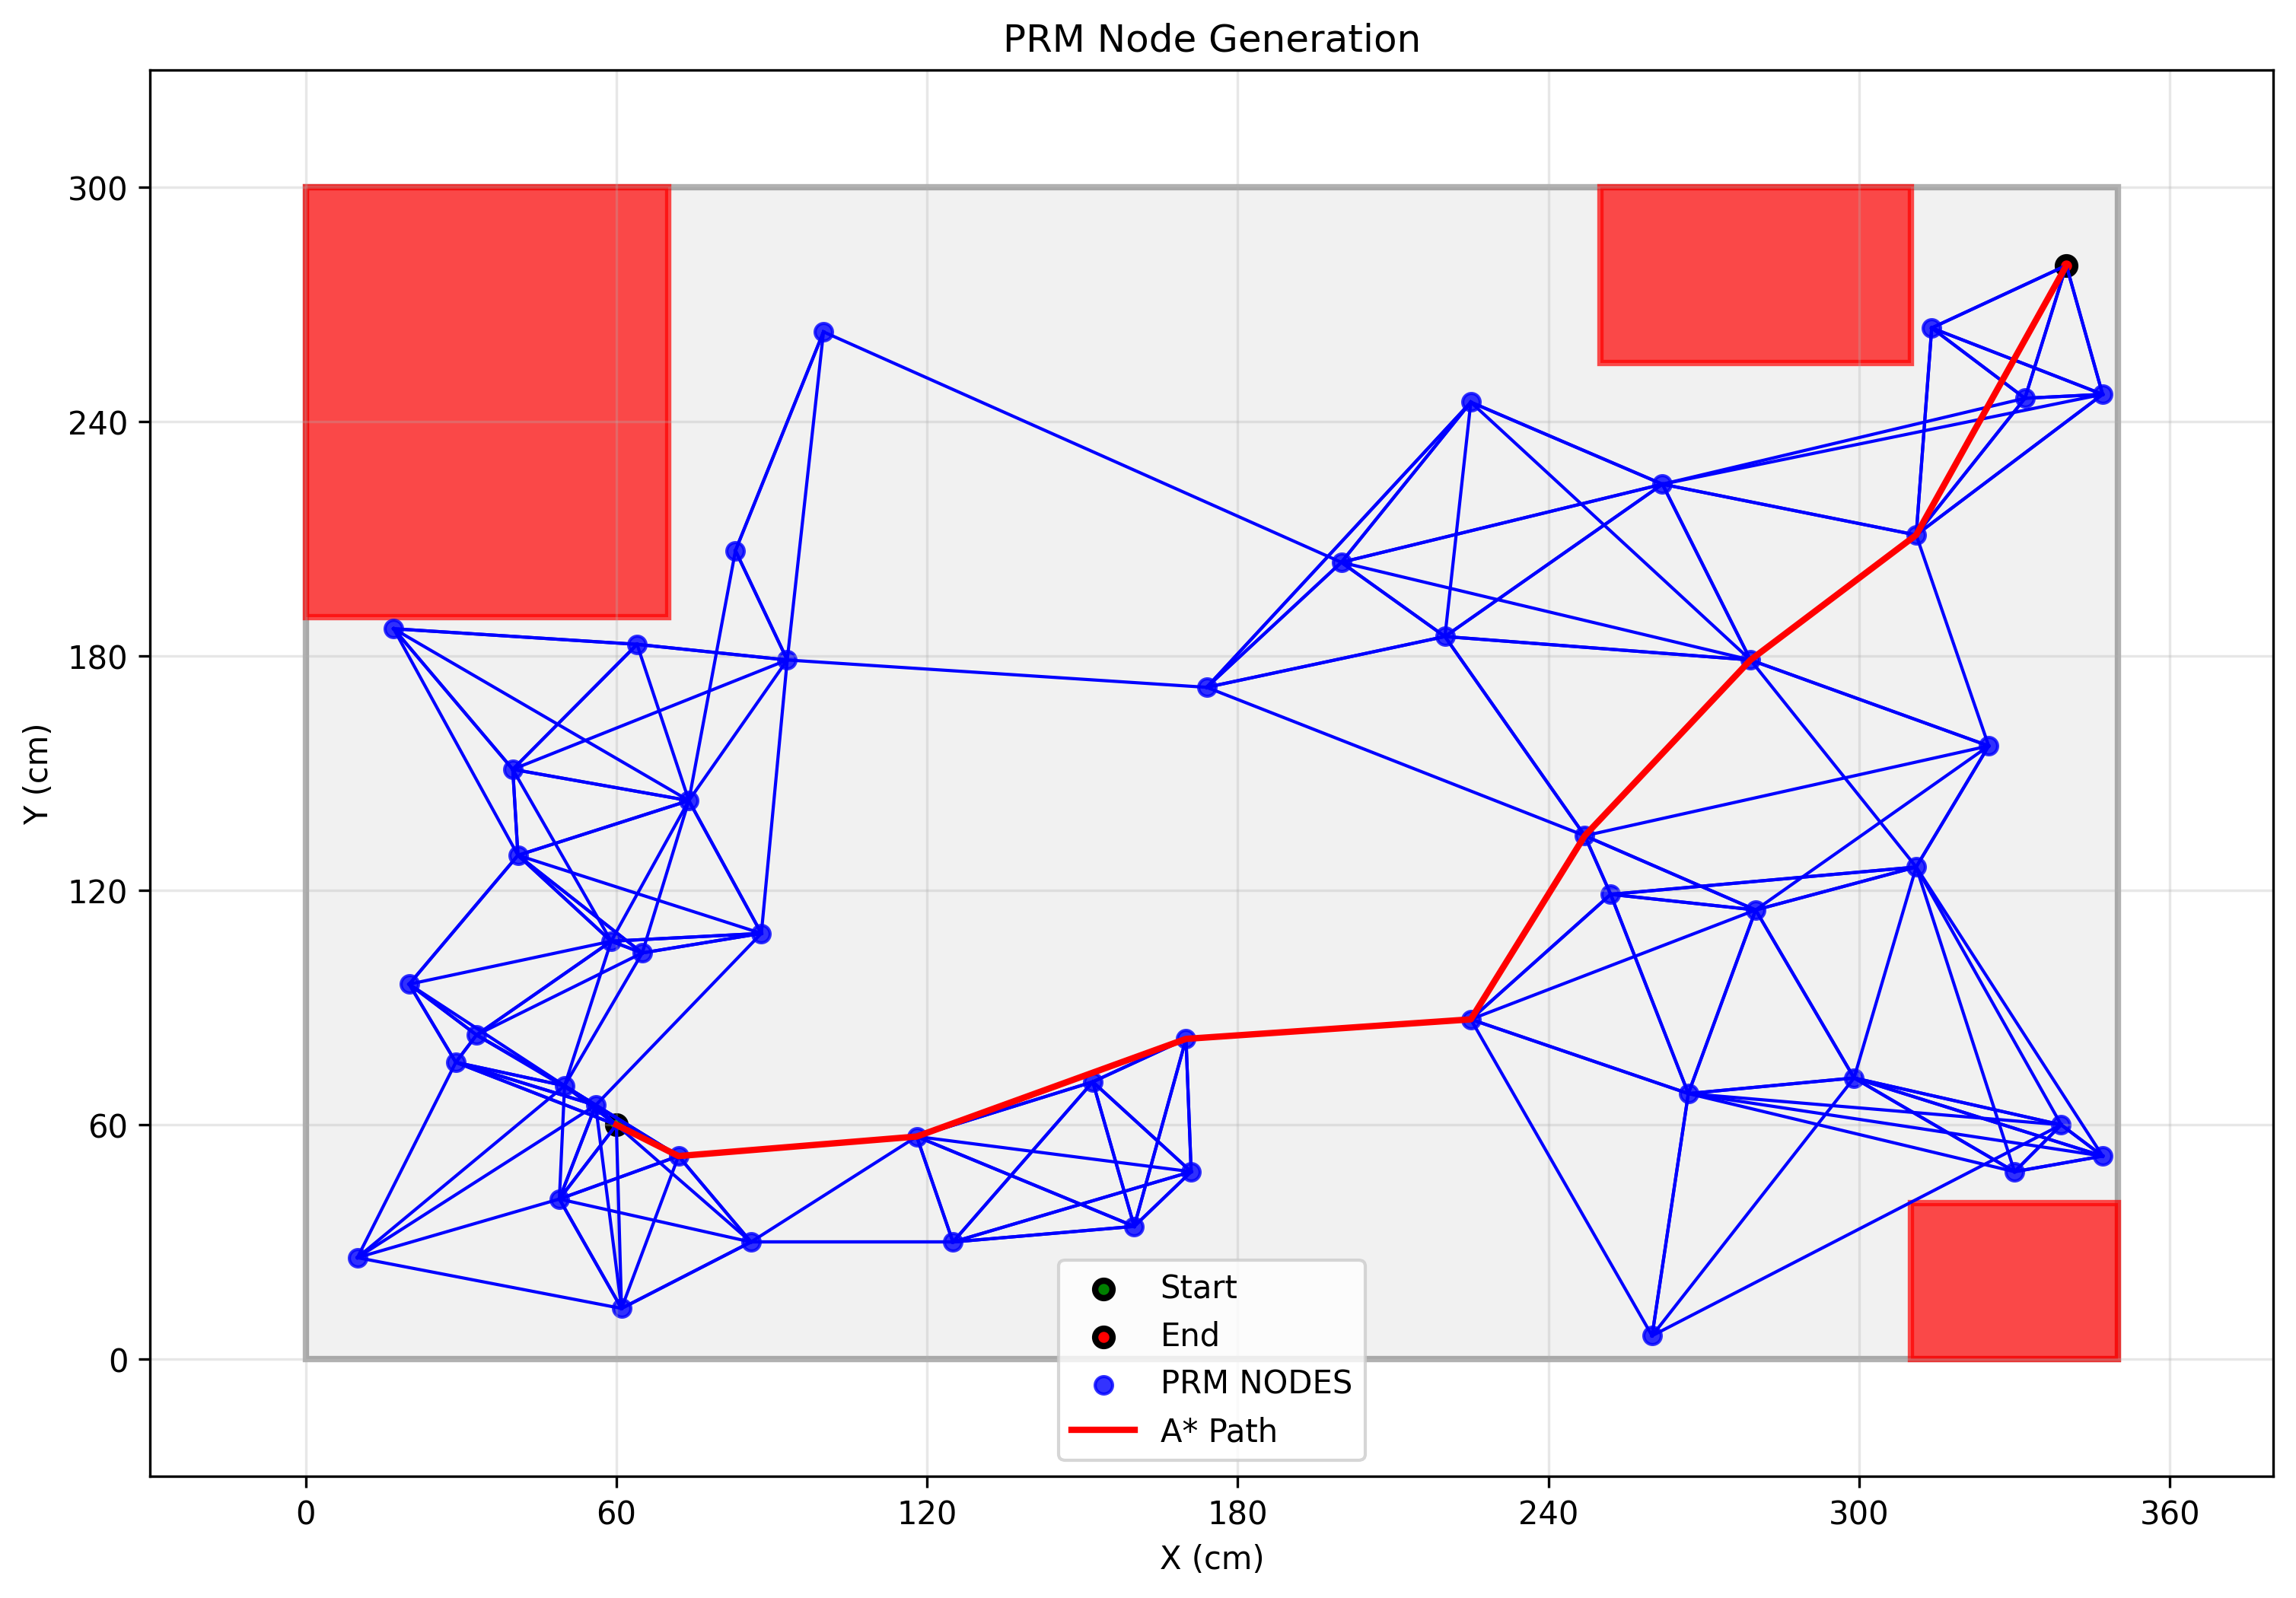 PRM Node Generation
300
240
180
120
60
0
Y (cm)
0
60
120
180
240
300
360
X (cm)
Start
End
PRM NODES
A* Path